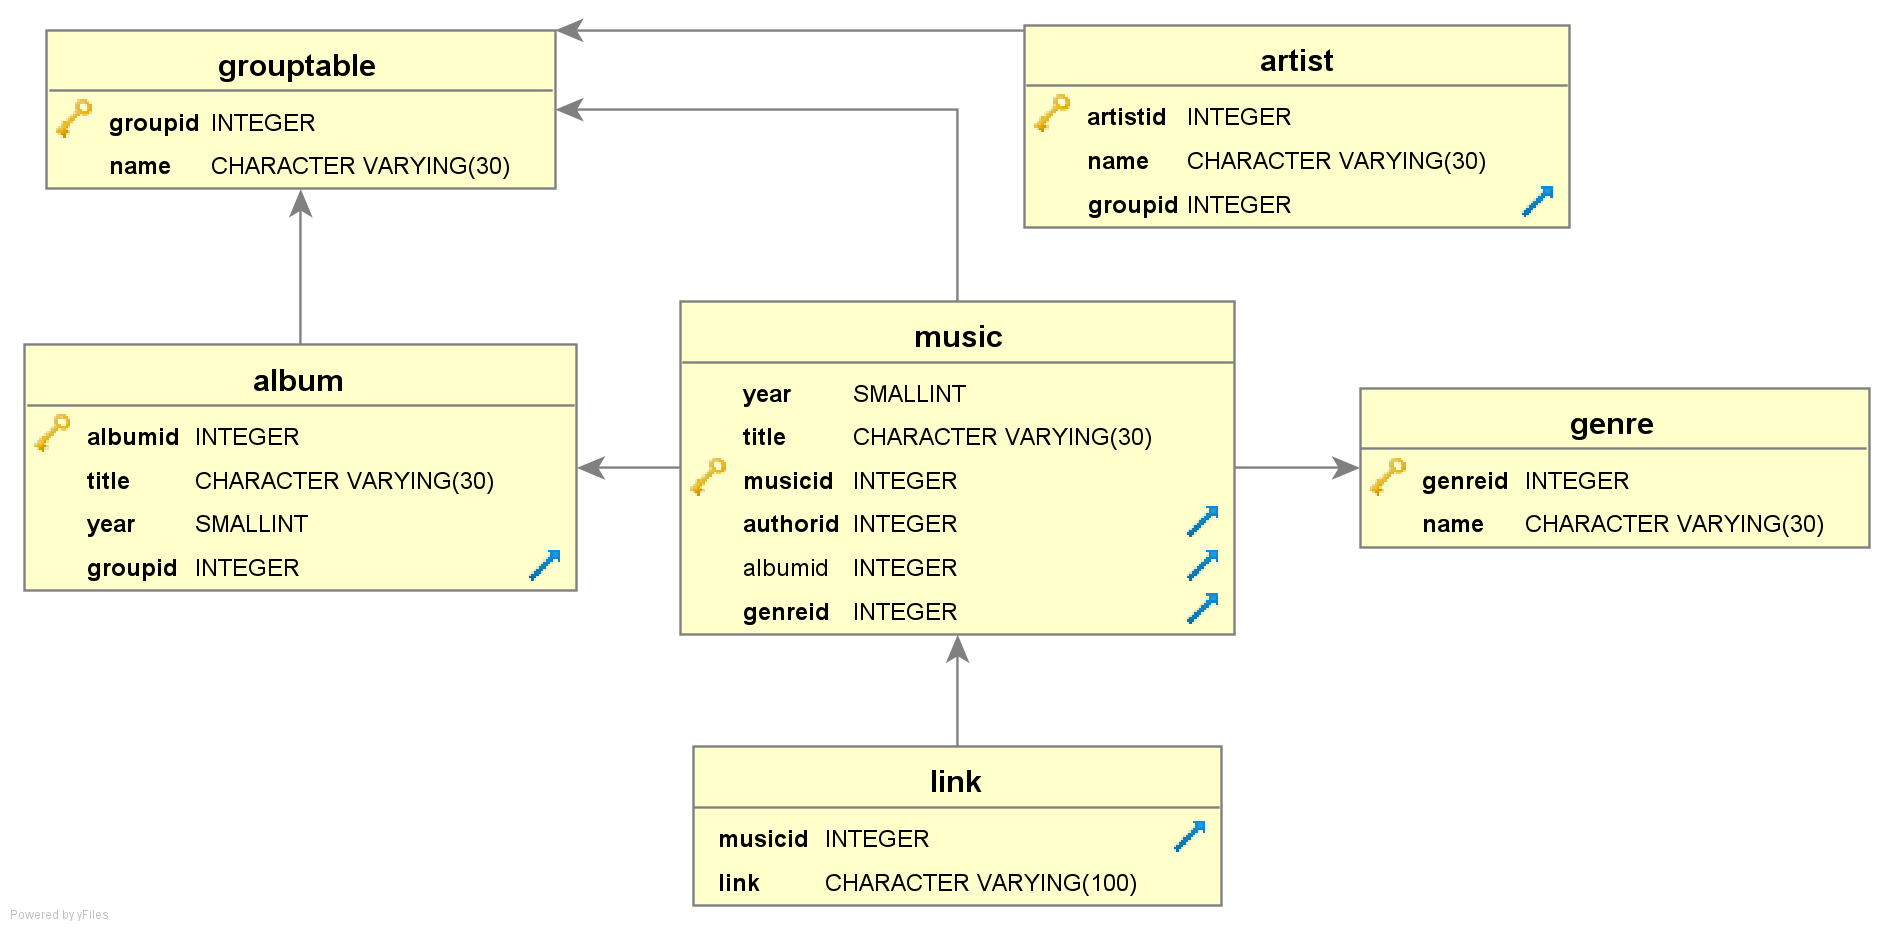 grouptable
groupid INTEGER
name CHARACTER VARYING(30)
artist
artistid INTEGER
name CHARACTER VARYING(30)
groupid INTEGER
album
albumid INTEGER
title CHARACTER VARYING(30)
year SMALLINT
groupid INTEGER
music
year SMALLINT
title CHARACTER VARYING(30)
musicid INTEGER
authorid INTEGER
albumid INTEGER
genreid INTEGER
genre
genreid INTEGER
name CHARACTER VARYING(30)
link
musicid INTEGER
link CHARACTER VARYING(100)
Powered by yFiles